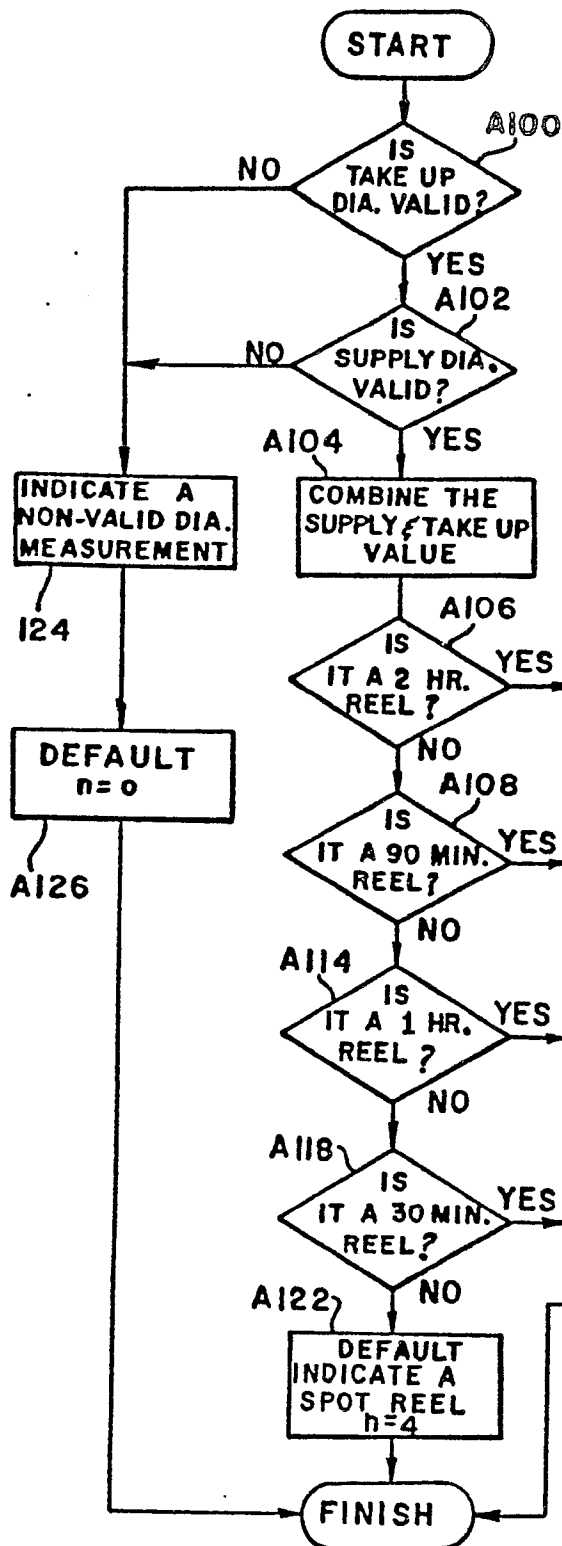 START
A100
IS
TAKE UP
DIA. VALID?
NO
YES
A102
IS
SUPPLY DIA.
VALID?
NO
YES
A104
COMBINE THE
SUPPLY & TAKE UP
VALUE
INDICATE A
NON-VALID DIA.
MEASUREMENT
124
A106
IS
IT A 2 HR.
REEL?
YES
NO
DEFAULT
n=o
A126
A108
IS
IT A 90 MIN.
REEL?
YES
NO
A114
IS
IT A 1 HR.
REEL?
YES
NO
A118
IS
IT A 30 MIN.
REEL?
YES
NO
A122
DEFAULT
INDICATE A
SPOT REEL
n=4
FINISH